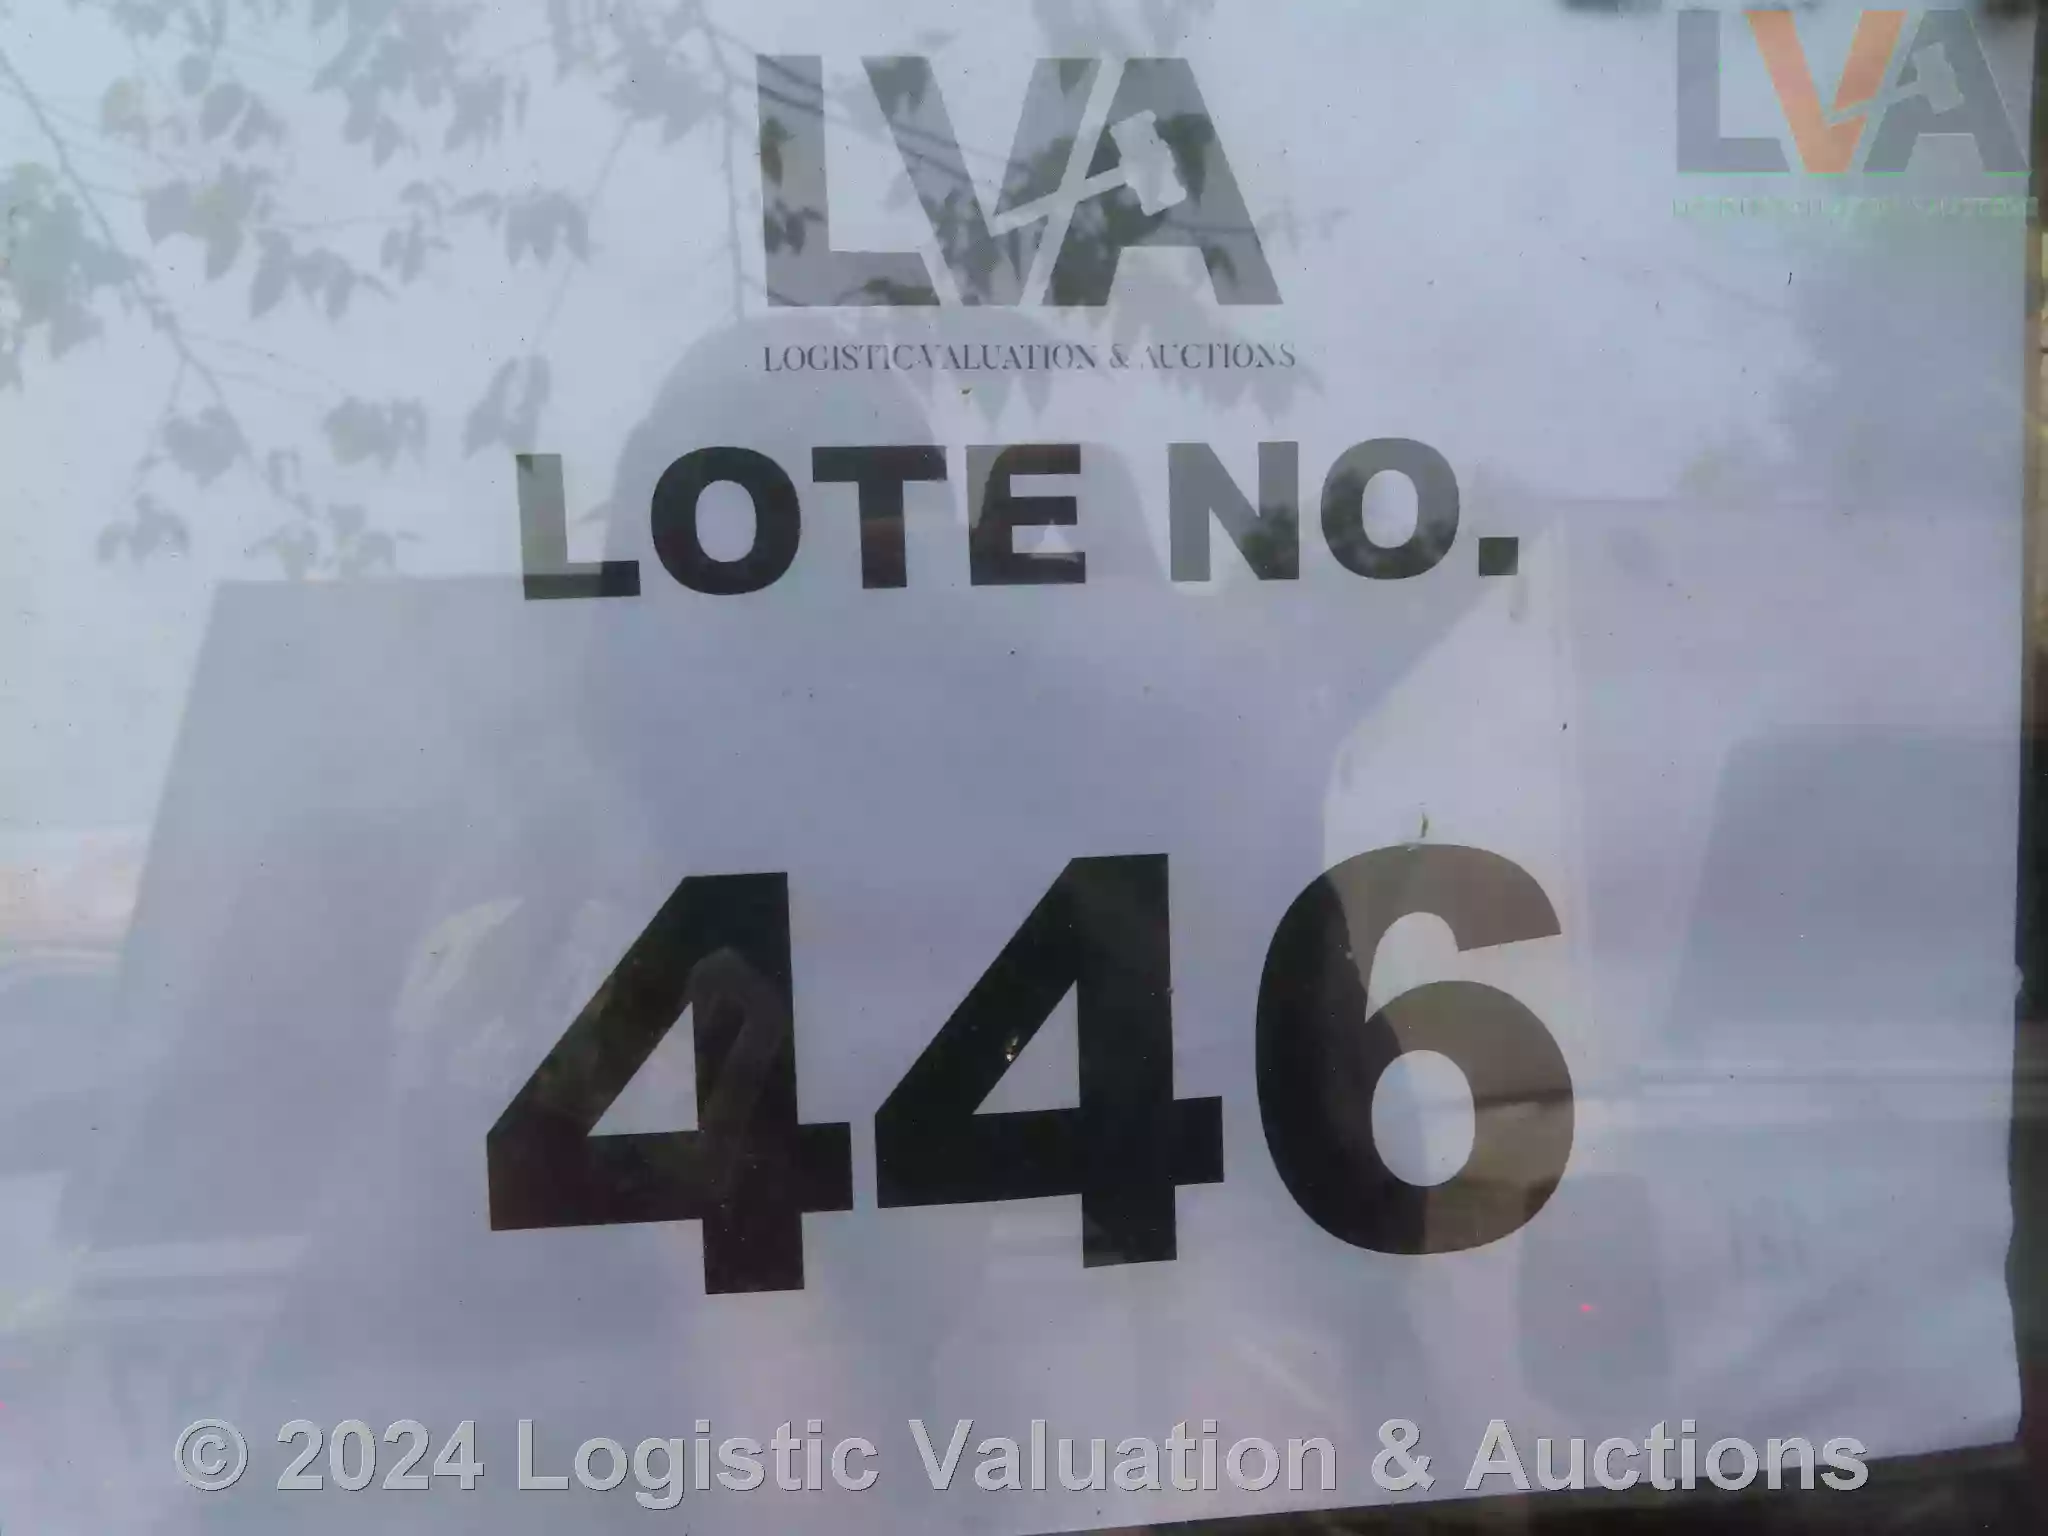 LVA
LVA
LOGISTIC VALUATION & AUCTIONS
LOTE NO.
446
© 2024 Logistic Valuation & Auctions